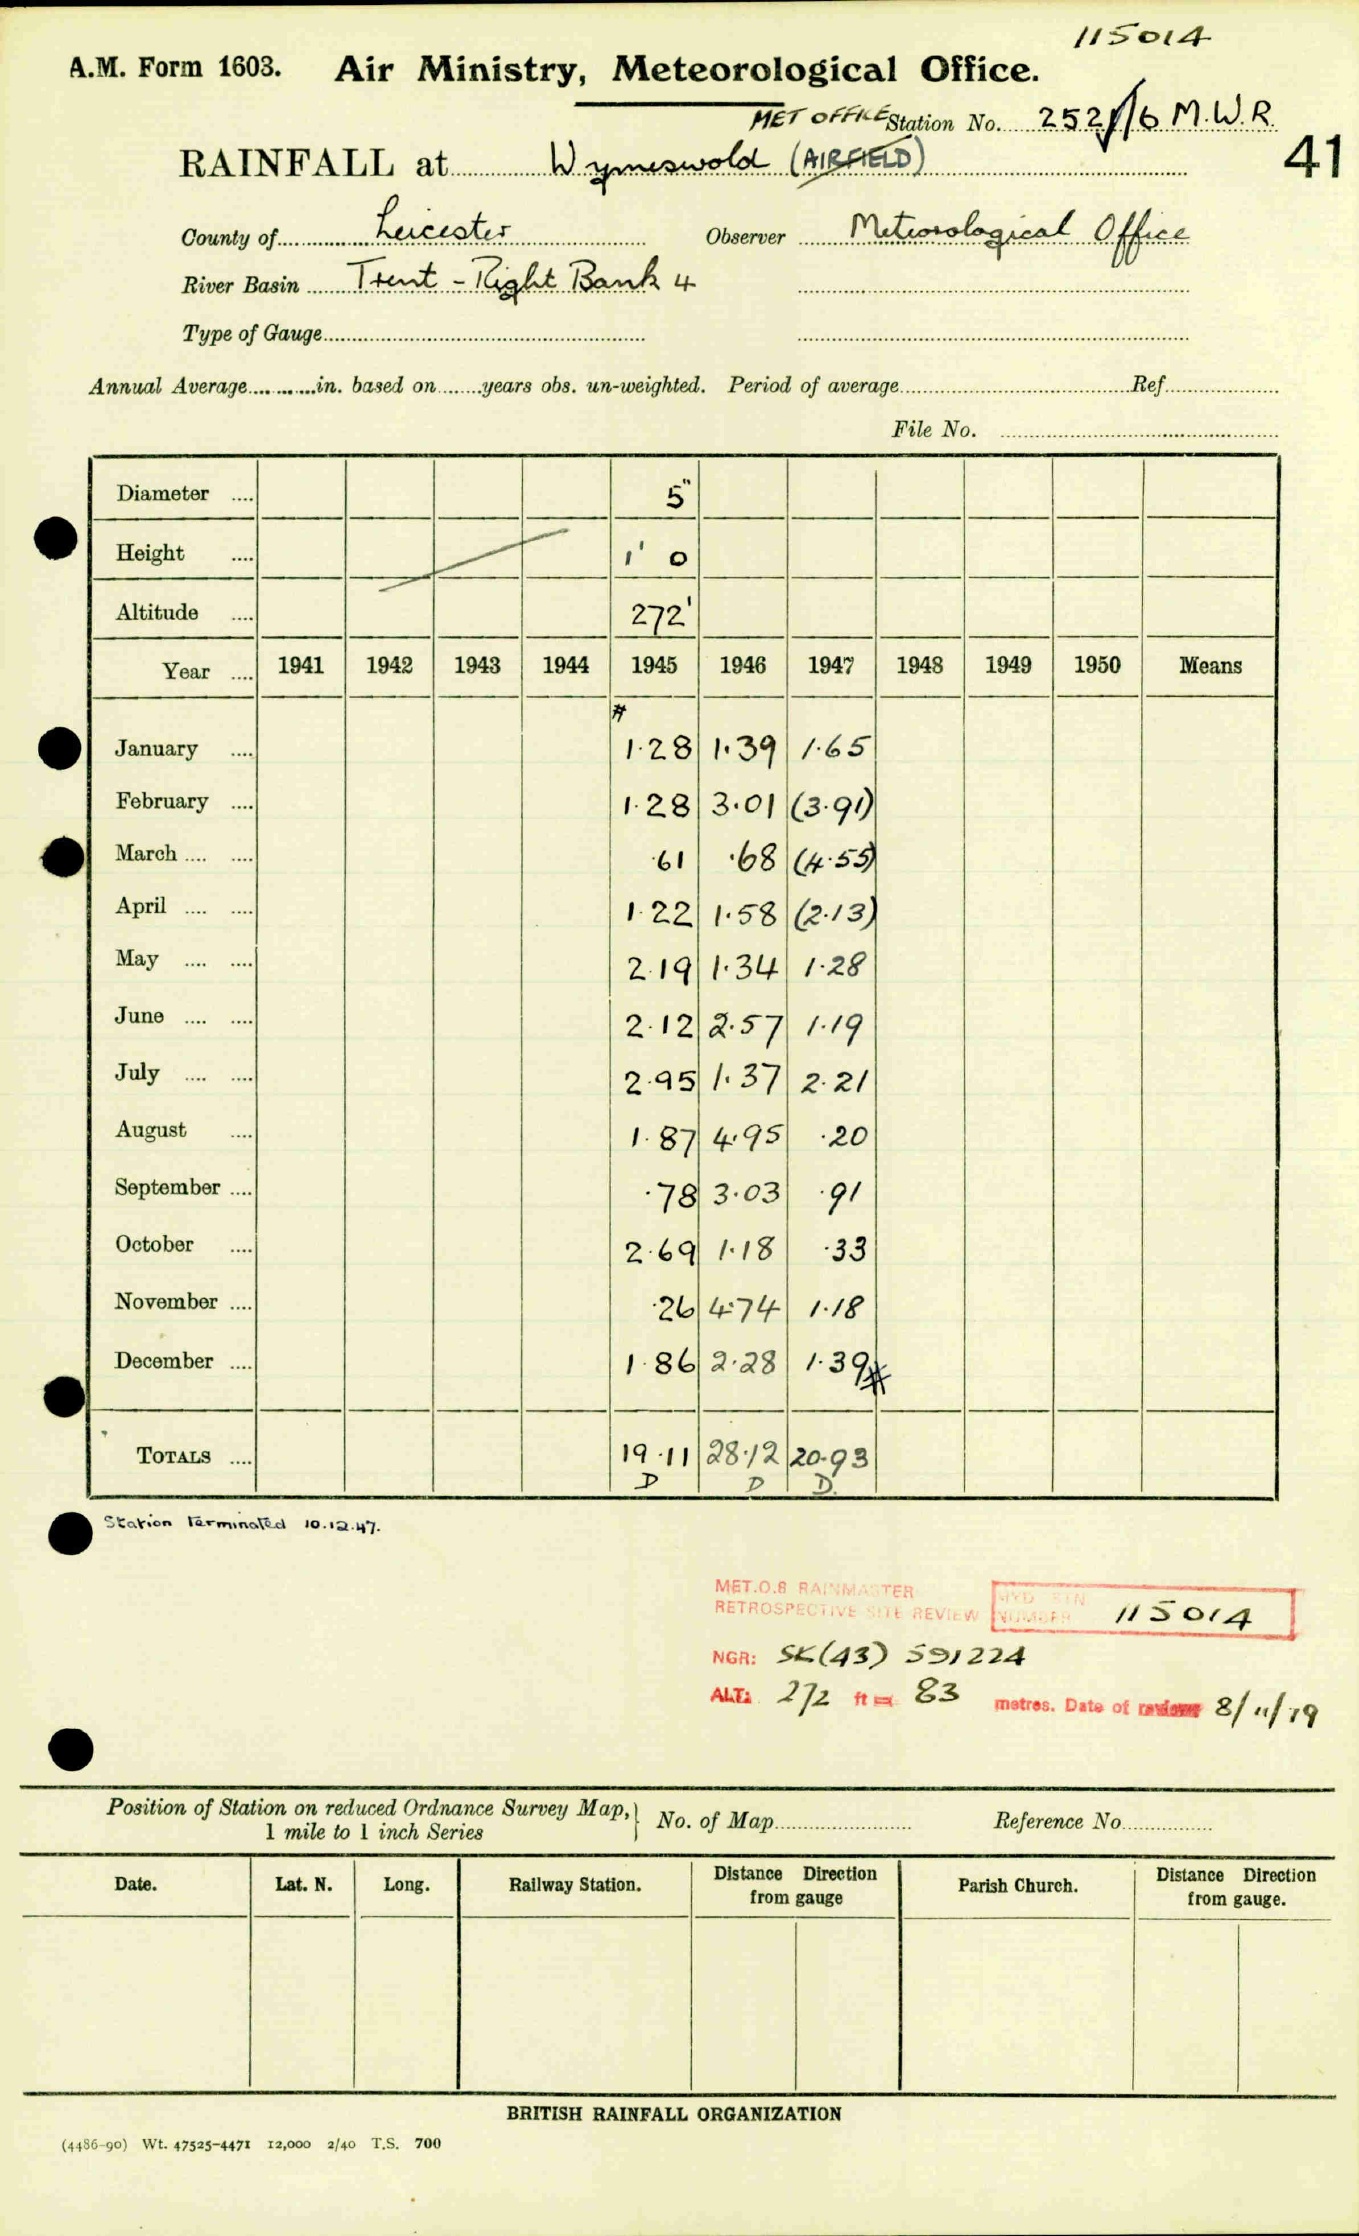 115014
A.M. Form 1603. Air Ministry, Meteorological Office.
MET OFFICE Station No. 252 /16 M.W.R.
RAINFALL at Wymeswold (AIRFIELD) 41
County of Leicester Observer Meteorological Office
River Basin Trent - Right Bank 4
Type of Gauge
Annual Average in. based on years obs. un-weighted. Period of average Ref
File No.
Diameter .... 5"
Height .... 1' 0
Altitude .... 272'
Year .... 1941 1942 1943 1944 1945 1946 1947 1948 1949 1950 Means
#
January .... 1.28 1.39 1.65
February .... 1.28 3.01 (3.91)
March .... .... .61 .68 (4.55)
April .... .... 1.22 1.58 (2.13)
May .... .... 2.19 1.34 1.28
June .... .... 2.12 2.57 1.19
July .... .... 2.95 1.37 2.21
August .... 1.87 4.95 .20
September .... .78 3.03 .91
October .... 2.69 1.18 .33
November .... .26 4.74 1.18
December .... 1.86 2.28 1.39 #
TOTALS .... 19.11 28.12 20.93
D D D.
Station terminated 10.12.47.
MET.O.8 RAINMASTER
RETROSPECTIVE SITE REVIEW STN NUMBER 115014
NGR: SK(43) 591224
ALT: 272 ft = 83 metres. Date of review 8/11/79
Position of Station on reduced Ordnance Survey Map, } No. of Map Reference No
1 mile to 1 inch Series
Date. Lat. N. Long. Railway Station. Distance Direction from gauge Parish Church. Distance Direction from gauge.
BRITISH RAINFALL ORGANIZATION
(4486-90) Wt. 47525-4471 12,000 2/40 T.S. 700